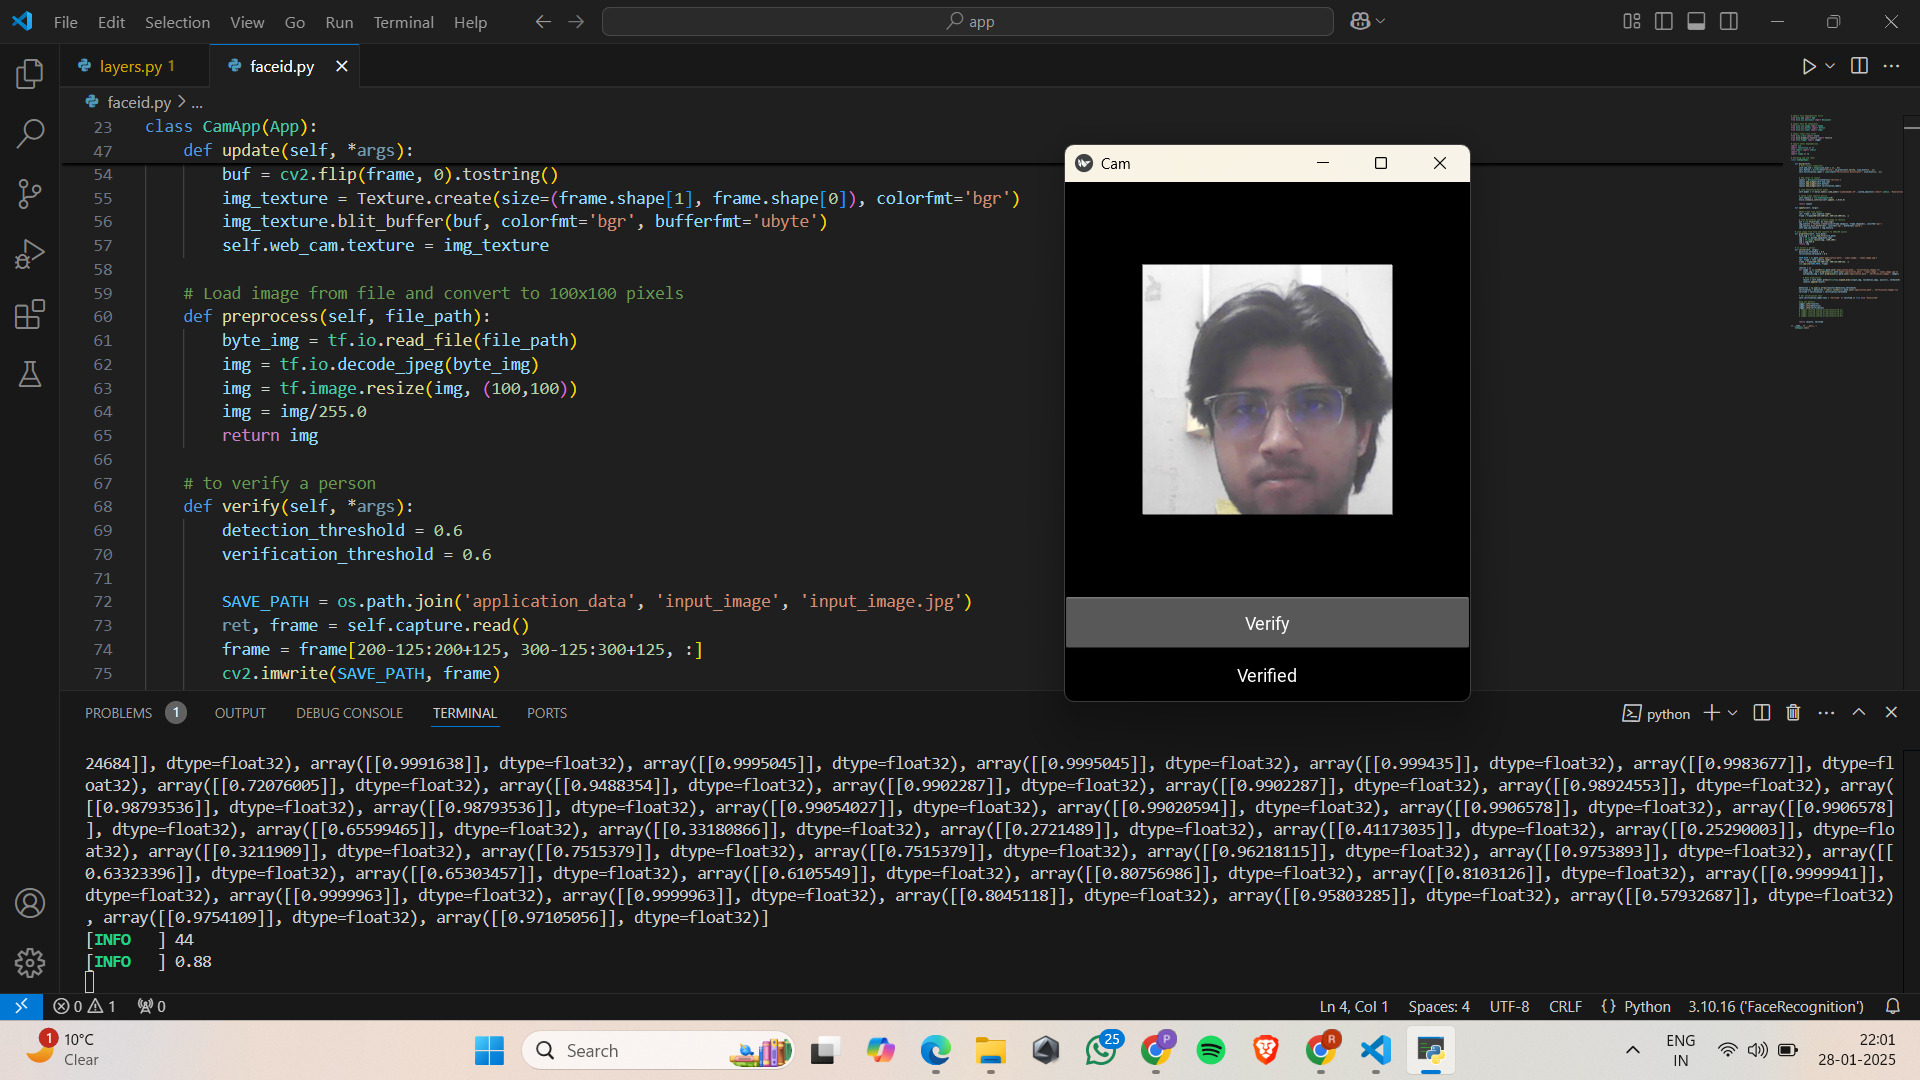 File Edit Selection View Go Run Terminal Help
app
layers.py 1
faceid.py
faceid.py > ...
23 class CamApp(App):
47 def update(self, *args):
54 buf = cv2.flip(frame, 0).tostring()
55 img_texture = Texture.create(size=(frame.shape[1], frame.shape[0]), colorfmt='bgr')
56 img_texture.blit_buffer(buf, colorfmt='bgr', bufferfmt='ubyte')
57 self.web_cam.texture = img_texture
58
59 # Load image from file and convert to 100x100 pixels
60 def preprocess(self, file_path):
61 byte_img = tf.io.read_file(file_path)
62 img = tf.io.decode_jpeg(byte_img)
63 img = tf.image.resize(img, (100,100))
64 img = img/255.0
65 return img
66
67 # to verify a person
68 def verify(self, *args):
69 detection_threshold = 0.6
70 verification_threshold = 0.6
71
72 SAVE_PATH = os.path.join('application_data', 'input_image', 'input_image.jpg')
73 ret, frame = self.capture.read()
74 frame = frame[200-125:200+125, 300-125:300+125, :]
75 cv2.imwrite(SAVE_PATH, frame)
Cam
Verify
Verified
PROBLEMS 1 OUTPUT DEBUG CONSOLE TERMINAL PORTS
python
24684]], dtype=float32), array([[0.9991638]], dtype=float32), array([[0.9995045]], dtype=float32), array([[0.9995045]], dtype=float32), array([[0.999435]], dtype=float32), array([[0.9983677]], dtype=fl
oat32), array([[0.72076005]], dtype=float32), array([[0.9488354]], dtype=float32), array([[0.9902287]], dtype=float32), array([[0.9902287]], dtype=float32), array([[0.98924553]], dtype=float32), array(
[[0.98793536]], dtype=float32), array([[0.98793536]], dtype=float32), array([[0.99054027]], dtype=float32), array([[0.99020594]], dtype=float32), array([[0.9906578]], dtype=float32), array([[0.9906578]
], dtype=float32), array([[0.65599465]], dtype=float32), array([[0.33180866]], dtype=float32), array([[0.2721489]], dtype=float32), array([[0.41173035]], dtype=float32), array([[0.25290003]], dtype=flo
at32), array([[0.3211909]], dtype=float32), array([[0.7515379]], dtype=float32), array([[0.7515379]], dtype=float32), array([[0.96218115]], dtype=float32), array([[0.9753893]], dtype=float32), array([[
0.63323396]], dtype=float32), array([[0.65303457]], dtype=float32), array([[0.6105549]], dtype=float32), array([[0.80756986]], dtype=float32), array([[0.8103126]], dtype=float32), array([[0.9999941]],
dtype=float32), array([[0.9999963]], dtype=float32), array([[0.9999963]], dtype=float32), array([[0.8045118]], dtype=float32), array([[0.95803285]], dtype=float32), array([[0.57932687]], dtype=float32)
, array([[0.9754109]], dtype=float32), array([[0.97105056]], dtype=float32)]
[INFO ] 44
[INFO ] 0.88
0 1 0 Ln 4, Col 1 Spaces: 4 UTF-8 CRLF {} Python 3.10.16 ('FaceRecognition')
1 10°C
Clear
Search
25
P
R
ENG
IN
22:01
28-01-2025